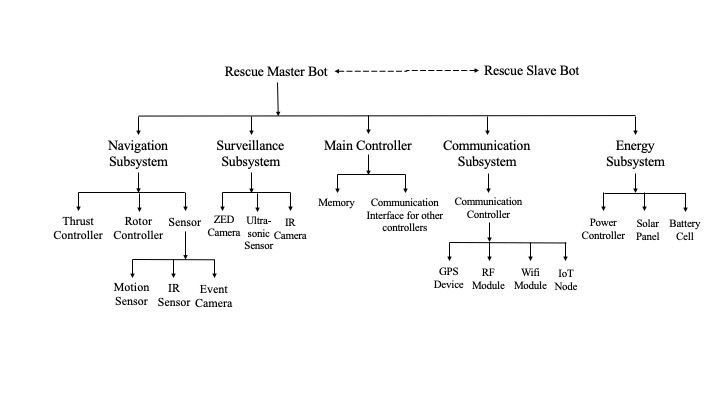 Rescue Master Bot
Rescue Slave Bot
Navigation
Subsystem
Surveillance
Subsystem
Main Controller
Communication
Subsystem
Energy
Subsystem
Thrust
Controller
Rotor
Controller
Sensor
ZED
Camera
Ultra-
sonic
Sensor
IR
Camera
Memory
Communication
Interface for other
controllers
Communication
Controller
Power
Controller
Solar
Panel
Battery
Cell
Motion
Sensor
IR
Sensor
Event
Camera
GPS
Device
RF
Module
Wifi
Module
IoT
Node